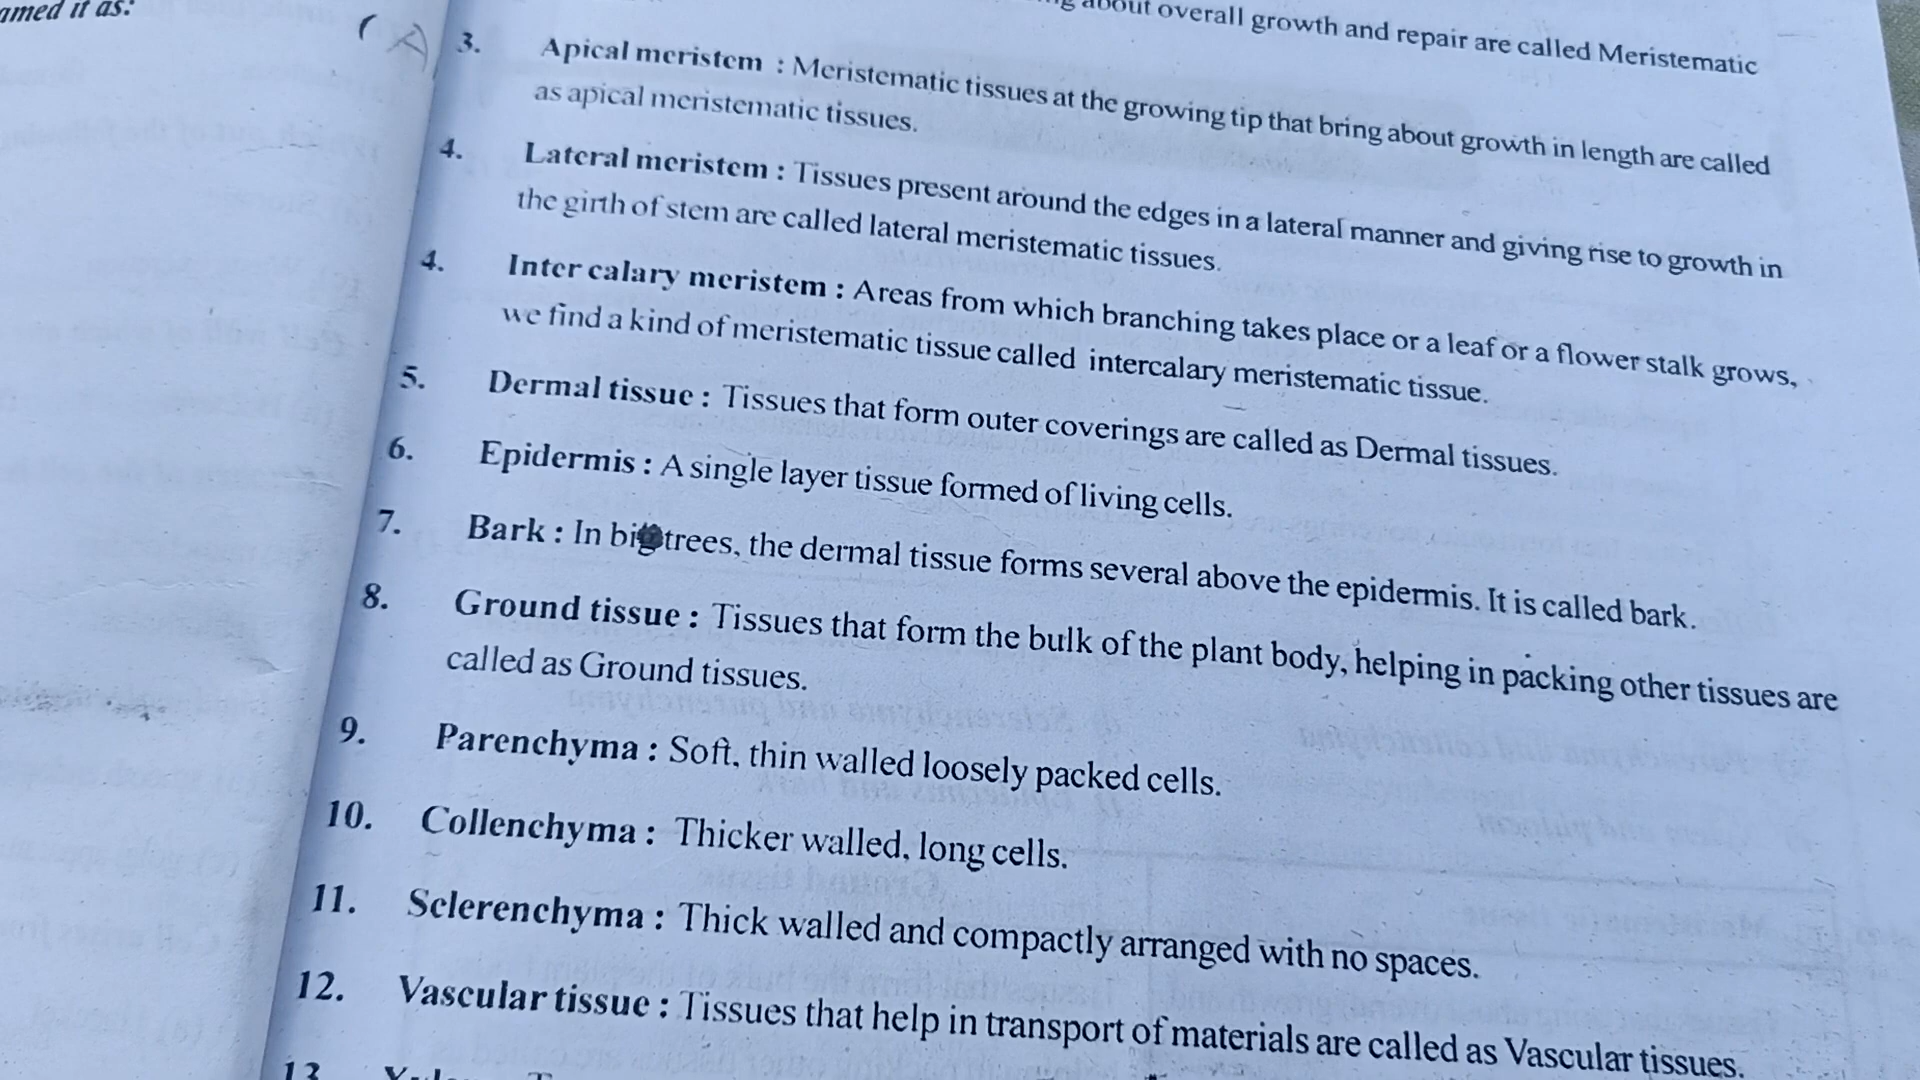 amed it as:
about overall growth and repair are called Meristematic
(A)
3. Apical meristem : Meristematic tissues at the growing tip that bring about growth in length are called
as apical meristematic tissues.
4. Lateral meristem : Tissues present around the edges in a lateral manner and giving rise to growth in
the girth of stem are called lateral meristematic tissues.
4. Inter calary meristem : Areas from which branching takes place or a leaf or a flower stalk grows,
we find a kind of meristematic tissue called intercalary meristematic tissue.
5. Dermal tissue : Tissues that form outer coverings are called as Dermal tissues.
6. Epidermis : A single layer tissue formed of living cells.
7. Bark : In big trees, the dermal tissue forms several above the epidermis. It is called bark.
8. Ground tissue : Tissues that form the bulk of the plant body, helping in packing other tissues are
called as Ground tissues.
9. Parenchyma : Soft, thin walled loosely packed cells.
10. Collenchyma : Thicker walled, long cells.
11. Sclerenchyma : Thick walled and compactly arranged with no spaces.
12. Vascular tissue : Tissues that help in transport of materials are called as Vascular tissues.
13